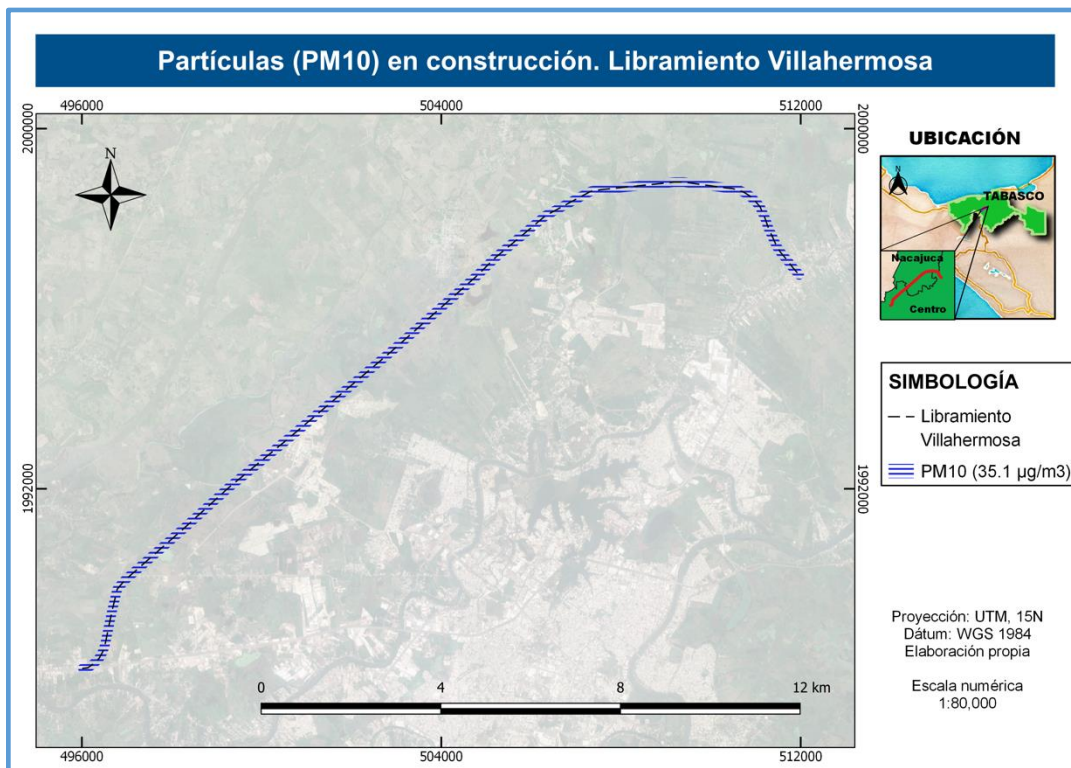 Partículas (PM10) en construcción. Libramiento Villahermosa
496000
504000
512000
2000000
2000000
N
UBICACIÓN
TABASCO
Nacajuca
Centro
SIMBOLOGÍA
Libramiento
Villahermosa
PM10 (35.1 µg/m3)
1992000
1992000
Proyección: UTM, 15N
Dátum: WGS 1984
Elaboración propia
Escala numérica
1:80,000
0
4
8
12 km
496000
504000
512000